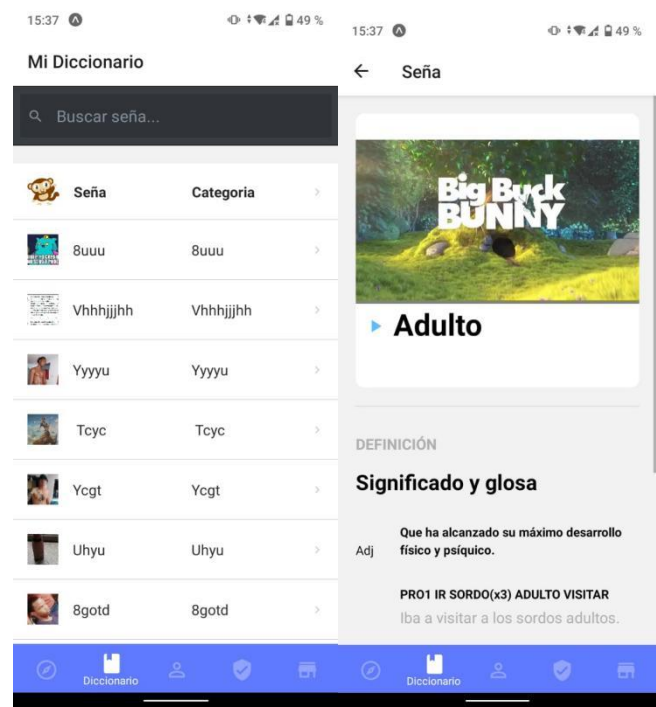 15:37
49 %
Mi Diccionario
Buscar seña...
Seña Categoria
8uuu 8uuu
Vhhhjjjhh Vhhhjjjhh
Yyyyu Yyyyu
Tcyc Tcyc
Ycgt Ycgt
Uhyu Uhyu
8gotd 8gotd
Diccionario
15:37
49 %
Seña
Big Buck
BUNNY
Adulto
DEFINICIÓN
Significado y glosa
Adj
Que ha alcanzado su máximo desarrollo
físico y psíquico.
PRO1 IR SORDO(x3) ADULTO VISITAR
Iba a visitar a los sordos adultos.
Diccionario